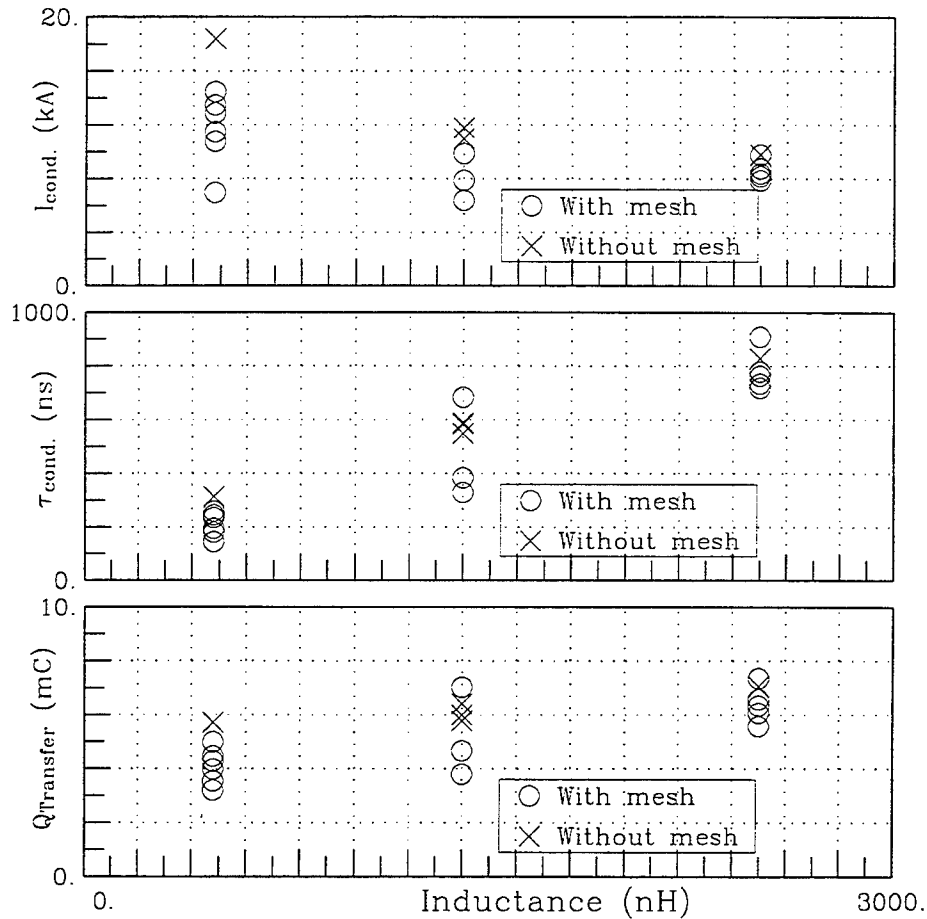 20.
I_cond. (kA)
○ With mesh
× Without mesh
0.
1000.
τ_cond. (ns)
○ With mesh
× Without mesh
0.
10.
Q_Transfer (mC)
○ With mesh
× Without mesh
0.
0. Inductance (nH) 3000.